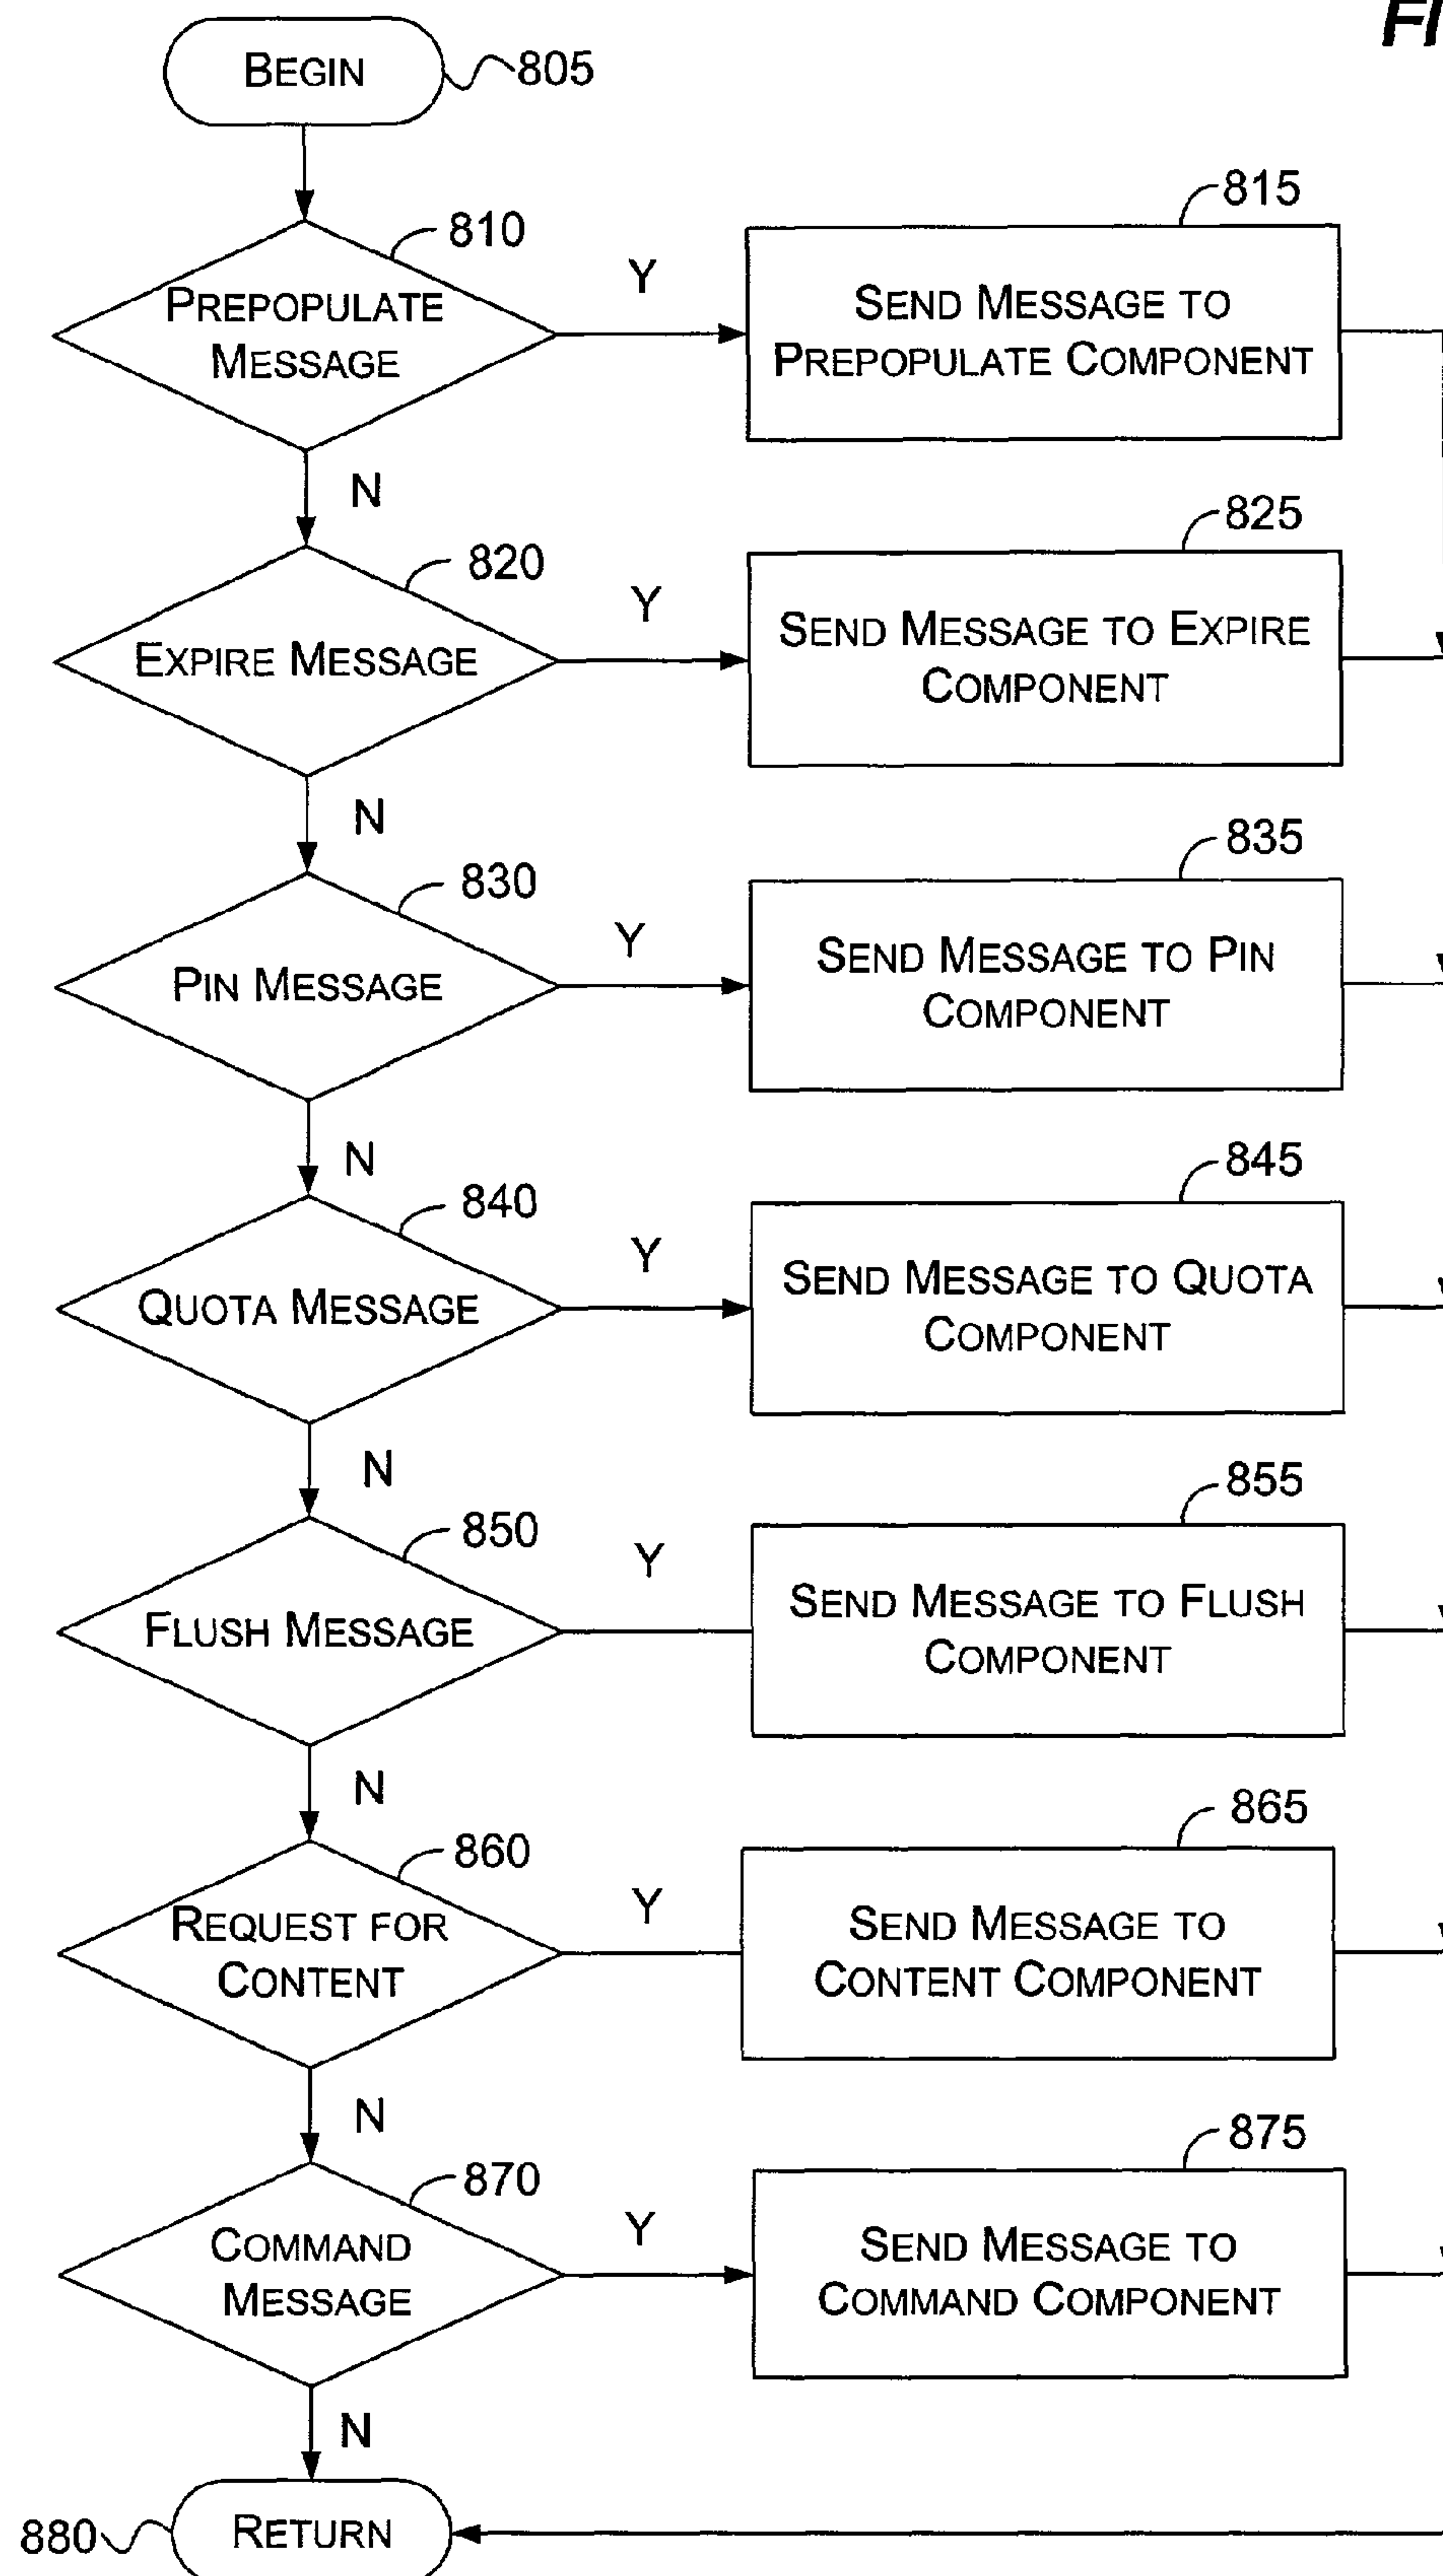 FI
BEGIN
805
810
PREPOPULATE
MESSAGE
Y
815
SEND MESSAGE TO
PREPOPULATE COMPONENT
N
820
EXPIRE MESSAGE
Y
825
SEND MESSAGE TO EXPIRE
COMPONENT
N
830
PIN MESSAGE
Y
835
SEND MESSAGE TO PIN
COMPONENT
N
840
QUOTA MESSAGE
Y
845
SEND MESSAGE TO QUOTA
COMPONENT
N
850
FLUSH MESSAGE
Y
855
SEND MESSAGE TO FLUSH
COMPONENT
N
860
REQUEST FOR
CONTENT
Y
865
SEND MESSAGE TO
CONTENT COMPONENT
N
870
COMMAND
MESSAGE
Y
875
SEND MESSAGE TO
COMMAND COMPONENT
N
880
RETURN